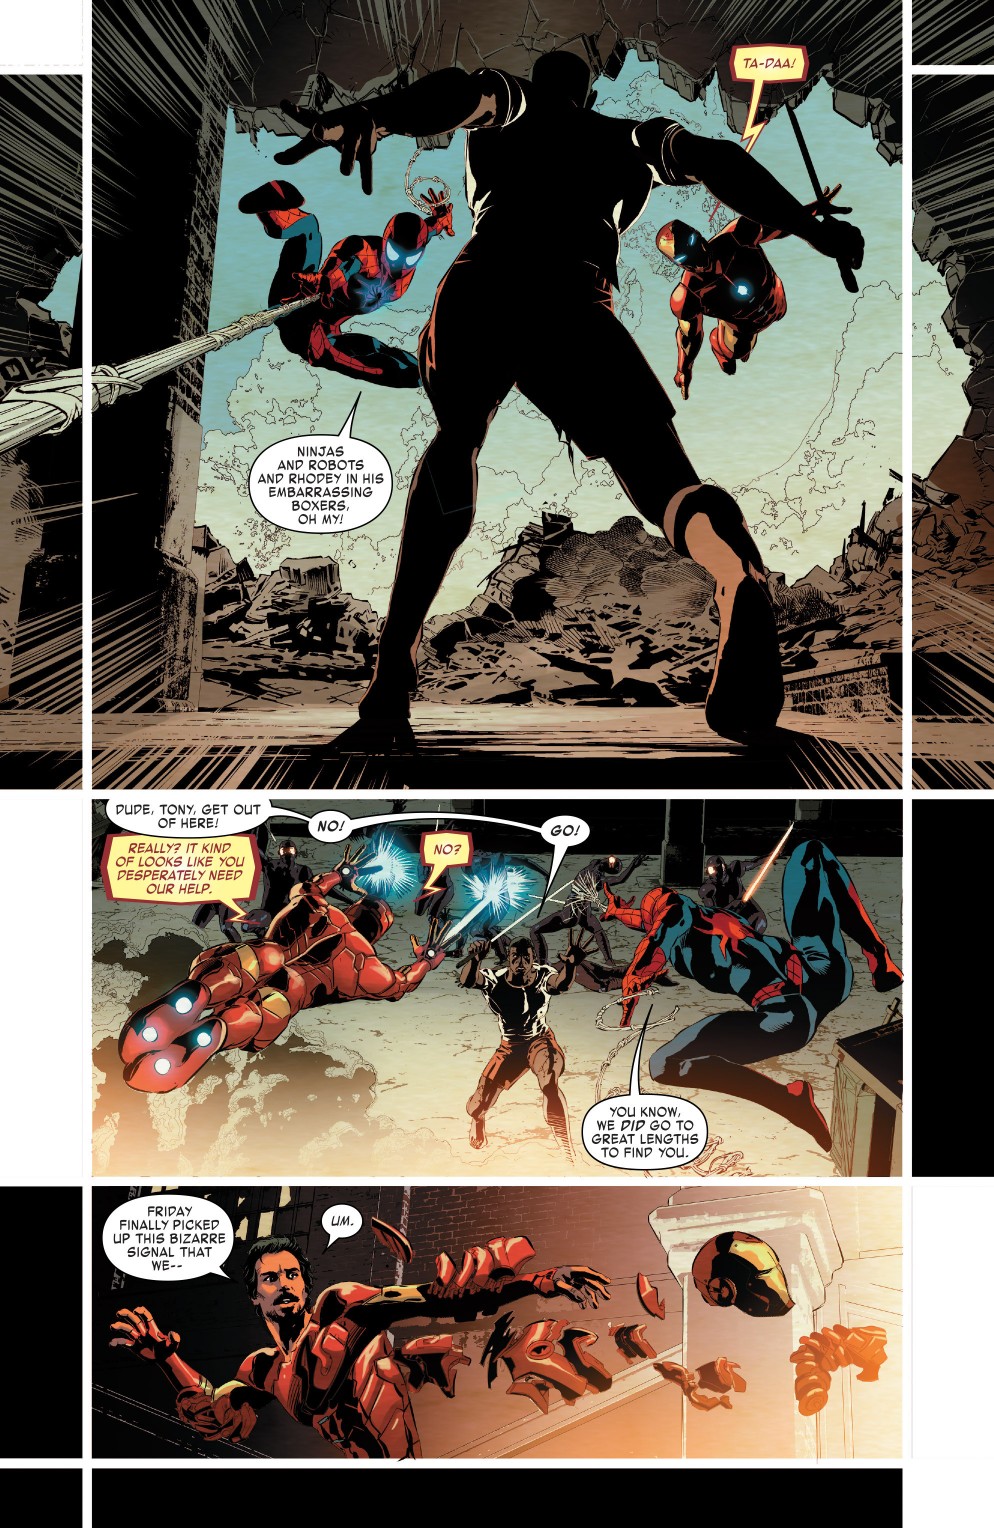 TA-DAA!
NINJAS
AND ROBOTS
AND RHODEY IN HIS
EMBARRASSING
BOXERS,
OH MY!
DUDE, TONY, GET OUT
OF HERE!
REALLY? IT KIND
OF LOOKS LIKE YOU
DESPERATELY NEED
OUR HELP.
NO!
NO?
GO!
YOU KNOW,
WE DID GO TO
GREAT LENGTHS
TO FIND YOU.
FRIDAY
FINALLY PICKED
UP THIS BIZARRE
SIGNAL THAT
WE--
UM.